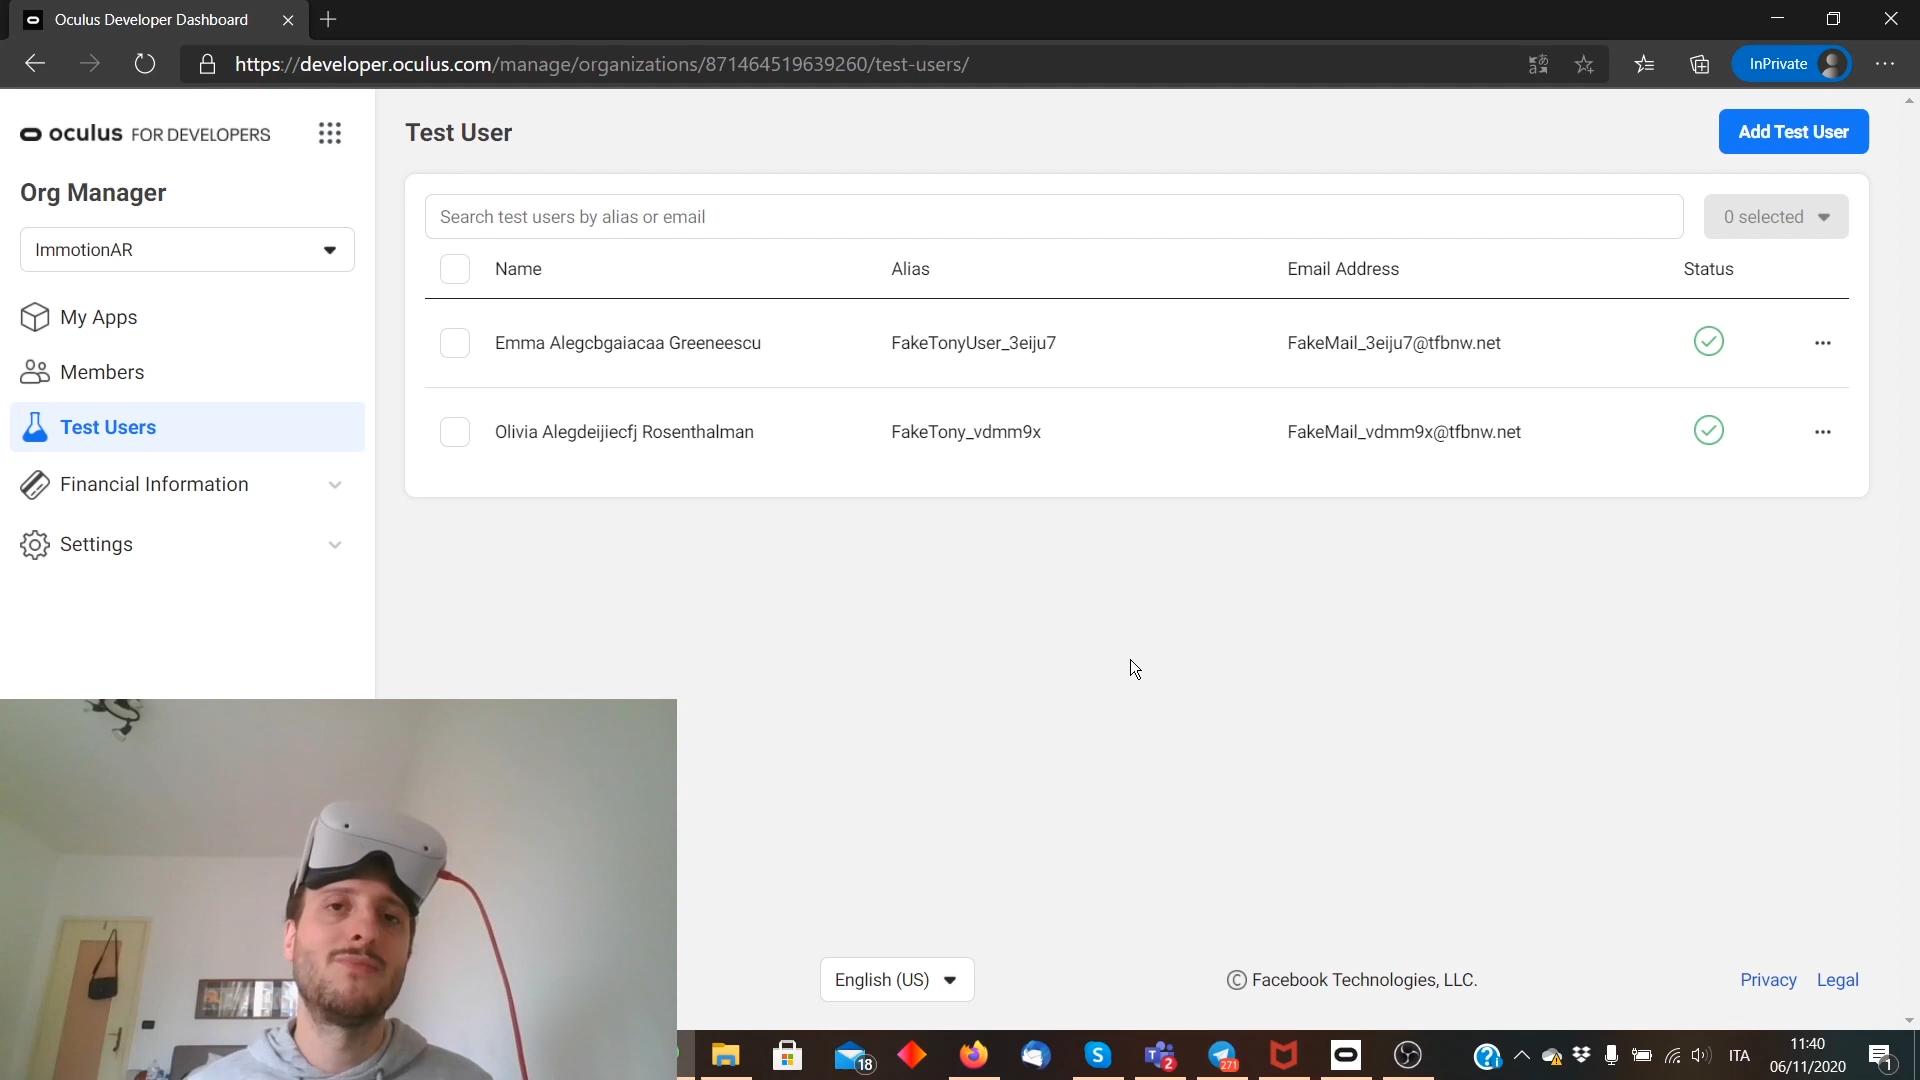 Oculus Developer Dashboard
https://developer.oculus.com/manage/organizations/871464519639260/test-users/
InPrivate
oculus FOR DEVELOPERS
Org Manager
ImmotionAR
My Apps
Members
Test Users
Financial Information
Settings
Test User
Add Test User
Search test users by alias or email
0 selected
Name Alias Email Address Status
Emma Alegcbgaiacaa Greeneescu FakeTonyUser_3eiju7 FakeMail_3eiju7@tfbnw.net
Olivia Alegdeijiecfj Rosenthalman FakeTony_vdmm9x FakeMail_vdmm9x@tfbnw.net
English (US)
© Facebook Technologies, LLC.
Privacy Legal
18
2
271
ITA
11:40
06/11/2020
1